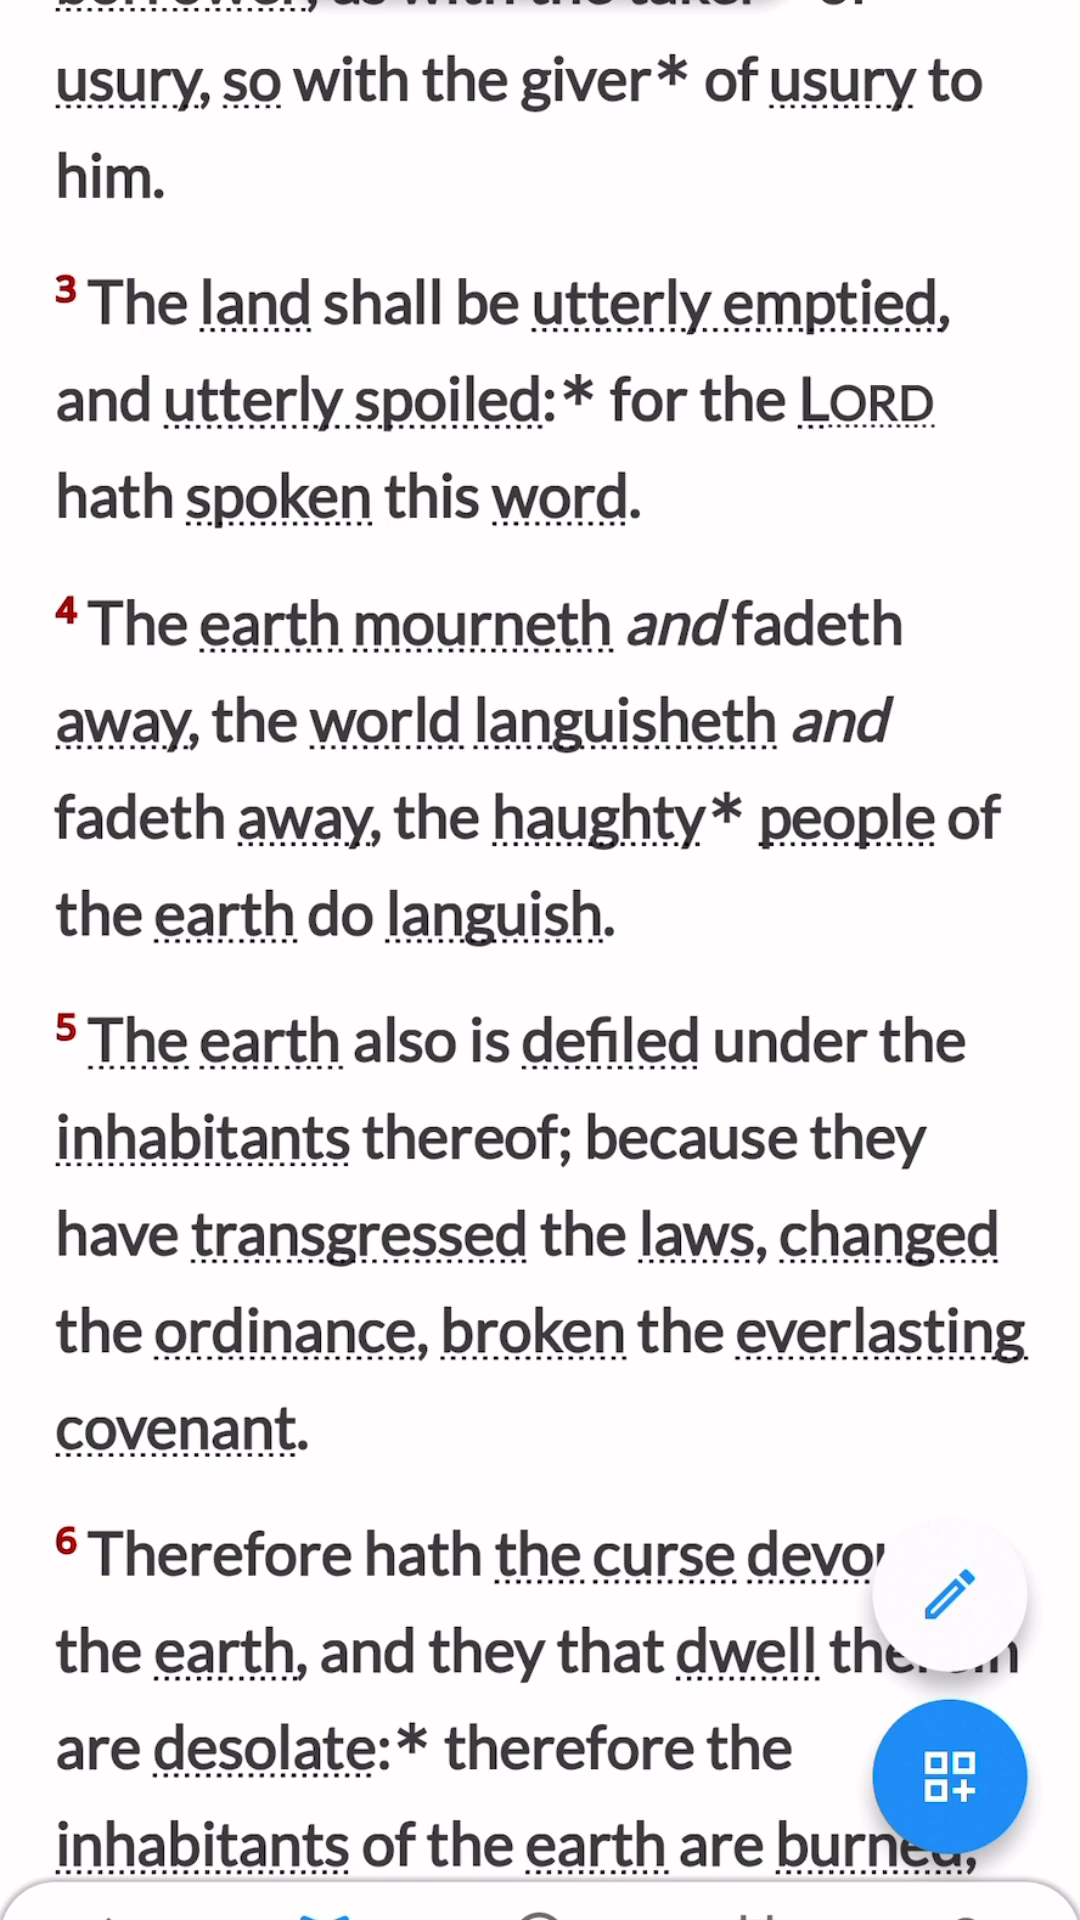 usury, so with the giver* of usury to
him.
3 The land shall be utterly emptied,
and utterly spoiled:* for the LORD
hath spoken this word.
4 The earth mourneth and fadeth
away, the world languisheth and
fadeth away, the haughty* people of
the earth do languish.
5 The earth also is defiled under the
inhabitants thereof; because they
have transgressed the laws, changed
the ordinance, broken the everlasting
covenant.
6 Therefore hath the curse
the earth, and they that dwell
are desolate:* therefore the
inhabitants of the earth are burned,